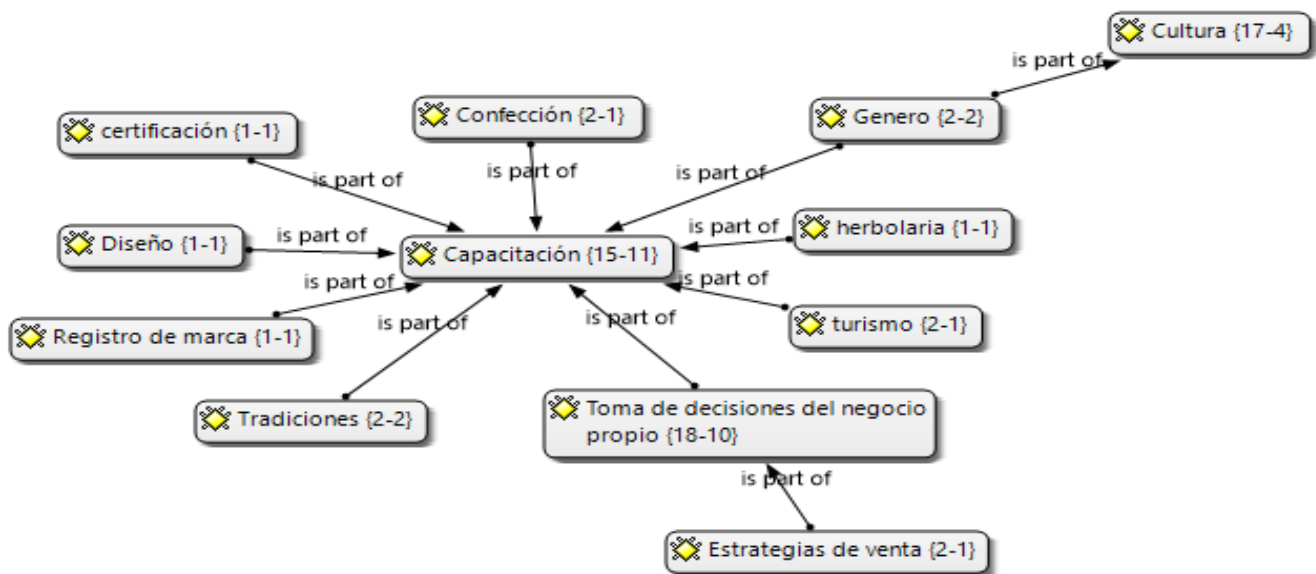 Cultura {17-4}
is part of
Confección {2-1}
Genero {2-2}
certificación {1-1}
is part of
is part of
is part of
herbolaria {1-1}
is part of
Diseño {1-1}
is part of
Capacitación {15-11}
is part of
is part of
turismo {2-1}
Registro de marca {1-1}
is part of
is part of
Tradiciones {2-2}
Toma de decisiones del negocio
propio {18-10}
is part of
Estrategias de venta {2-1}